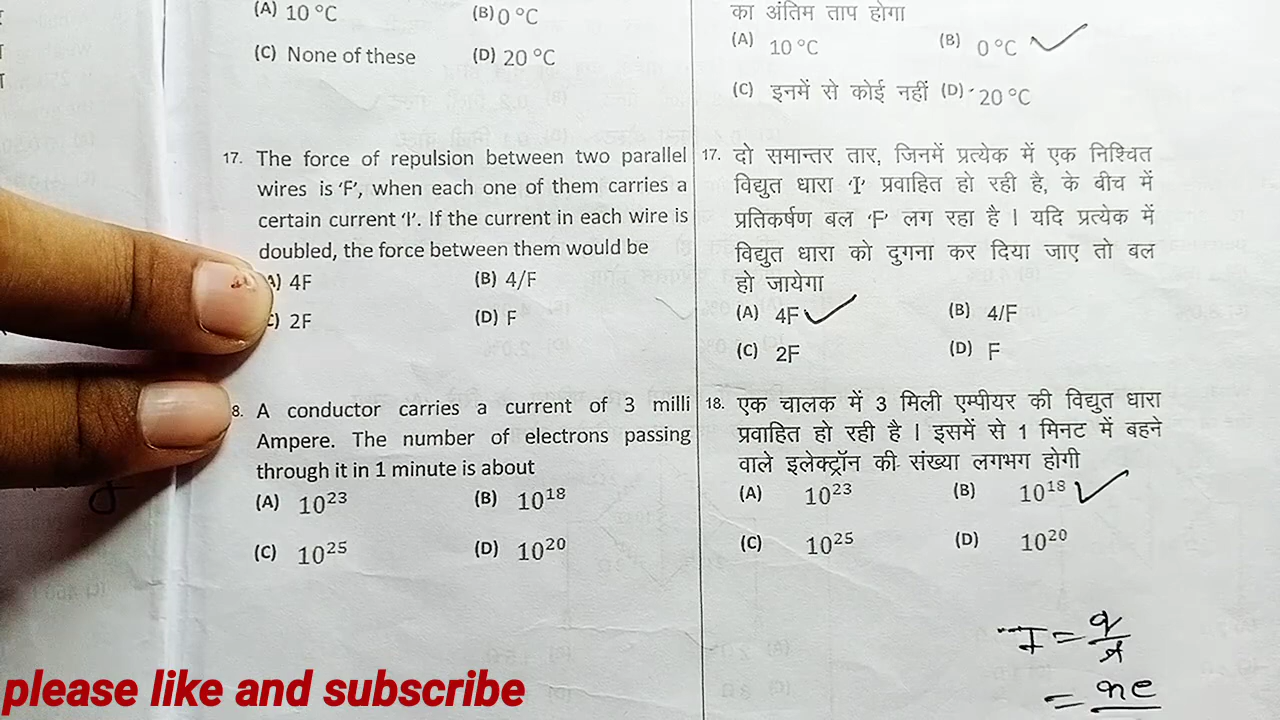 (A) 10 °C (B) 0 °C
(C) None of these (D) 20 °C
17. The force of repulsion between two parallel
wires is ‘F’, when each one of them carries a
certain current ‘I’. If the current in each wire is
doubled, the force between them would be
A) 4F (B) 4/F
) 2F (D) F
8. A conductor carries a current of 3 milli
Ampere. The number of electrons passing
through it in 1 minute is about
(A) 10²³ (B) 10¹⁸
(C) 10²⁵ (D) 10²⁰
का अंतिम ताप होगा
(A) 10 °C (B) 0 °C
(C) इनमें से कोई नहीं (D) 20 °C
17. दो समान्तर तार, जिनमें प्रत्येक में एक निश्चित
विद्युत धारा ‘I’ प्रवाहित हो रही है, के बीच में
प्रतिकर्षण बल ‘F’ लग रहा है । यदि प्रत्येक में
विद्युत धारा को दुगना कर दिया जाए तो बल
हो जायेगा
(A) 4F (B) 4/F
(C) 2F (D) F
18. एक चालक में 3 मिली एम्पीयर की विद्युत धारा
प्रवाहित हो रही है । इसमें से 1 मिनट में बहने
वाले इलेक्ट्रॉन की संख्या लगभग होगी
(A) 10²³ (B) 10¹⁸
(C) 10²⁵ (D) 10²⁰
I = q/t
= ne
please like and subscribe